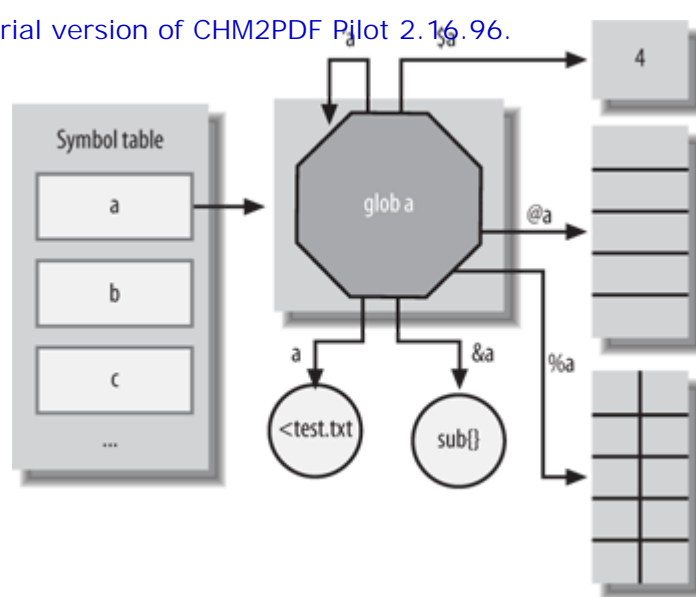 rial version of CHM2PDF Pilot 2.16.96.
$a
4
Symbol table
a
glob a
@a
b
a
&a
%a
c
<test.txt
sub{}
...